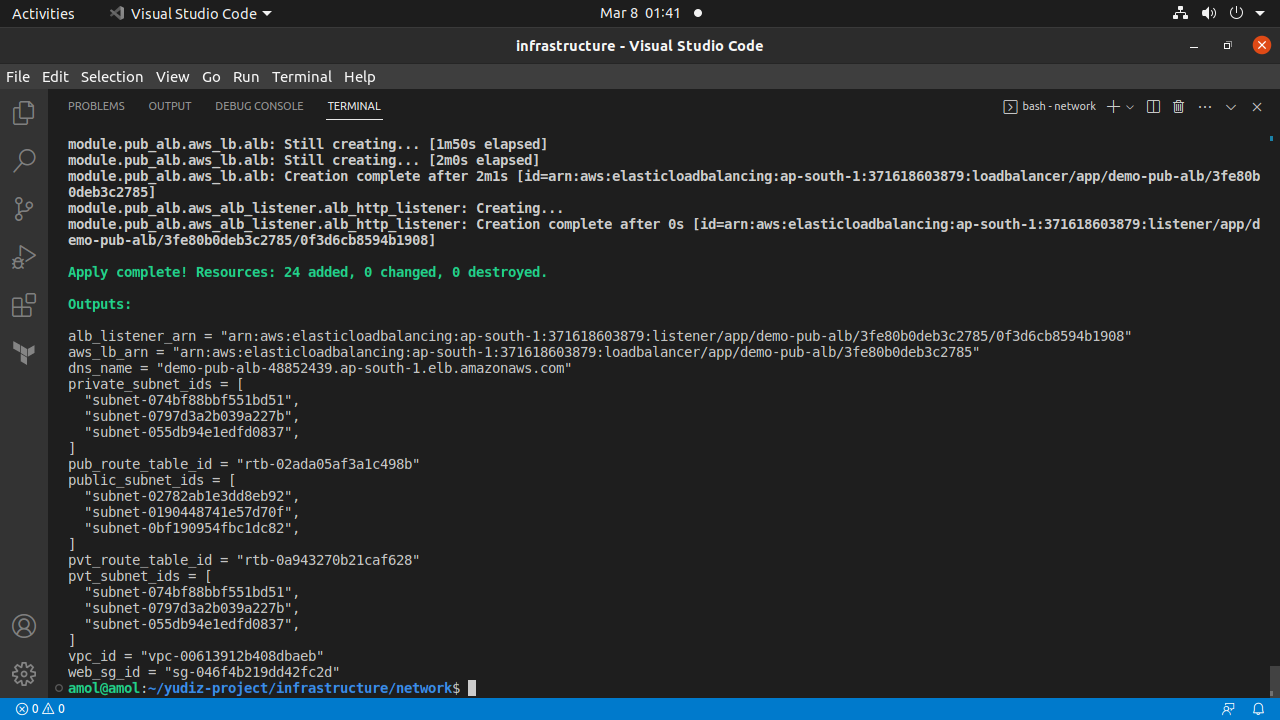 Activities Visual Studio Code Mar 8 01:41
infrastructure - Visual Studio Code
File Edit Selection View Go Run Terminal Help
PROBLEMS OUTPUT DEBUG CONSOLE TERMINAL bash - network
module.pub_alb.aws_lb.alb: Still creating... [1m50s elapsed]
module.pub_alb.aws_lb.alb: Still creating... [2m0s elapsed]
module.pub_alb.aws_lb.alb: Creation complete after 2m1s [id=arn:aws:elasticloadbalancing:ap-south-1:371618603879:loadbalancer/app/demo-pub-alb/3fe80b
0deb3c2785]
module.pub_alb.aws_alb_listener.alb_http_listener: Creating...
module.pub_alb.aws_alb_listener.alb_http_listener: Creation complete after 0s [id=arn:aws:elasticloadbalancing:ap-south-1:371618603879:listener/app/d
emo-pub-alb/3fe80b0deb3c2785/0f3d6cb8594b1908]
Apply complete! Resources: 24 added, 0 changed, 0 destroyed.
Outputs:
alb_listener_arn = "arn:aws:elasticloadbalancing:ap-south-1:371618603879:listener/app/demo-pub-alb/3fe80b0deb3c2785/0f3d6cb8594b1908"
aws_lb_arn = "arn:aws:elasticloadbalancing:ap-south-1:371618603879:loadbalancer/app/demo-pub-alb/3fe80b0deb3c2785"
dns_name = "demo-pub-alb-48852439.ap-south-1.elb.amazonaws.com"
private_subnet_ids = [
  "subnet-074bf88bbf551bd51",
  "subnet-0797d3a2b039a227b",
  "subnet-055db94e1edfd0837",
]
pub_route_table_id = "rtb-02ada05af3a1c498b"
public_subnet_ids = [
  "subnet-02782ab1e3dd8eb92",
  "subnet-0190448741e57d70f",
  "subnet-0bf190954fbc1dc82",
]
pvt_route_table_id = "rtb-0a943270b21caf628"
pvt_subnet_ids = [
  "subnet-074bf88bbf551bd51",
  "subnet-0797d3a2b039a227b",
  "subnet-055db94e1edfd0837",
]
vpc_id = "vpc-00613912b408dbaeb"
web_sg_id = "sg-046f4b219dd42fc2d"
amol@amol:~/yudiz-project/infrastructure/network$
0 0